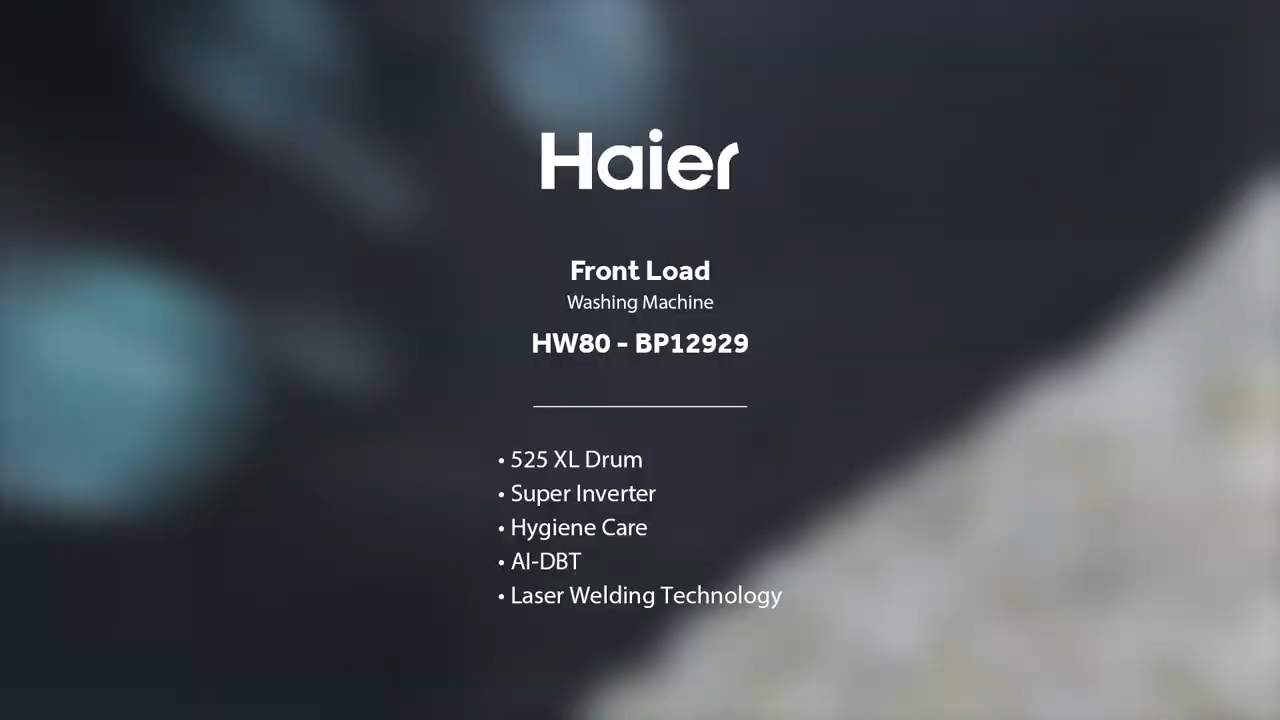 Haier
Front Load
Washing Machine
HW80 - BP12929
• 525 XL Drum
• Super Inverter
• Hygiene Care
• AI-DBT
• Laser Welding Technology